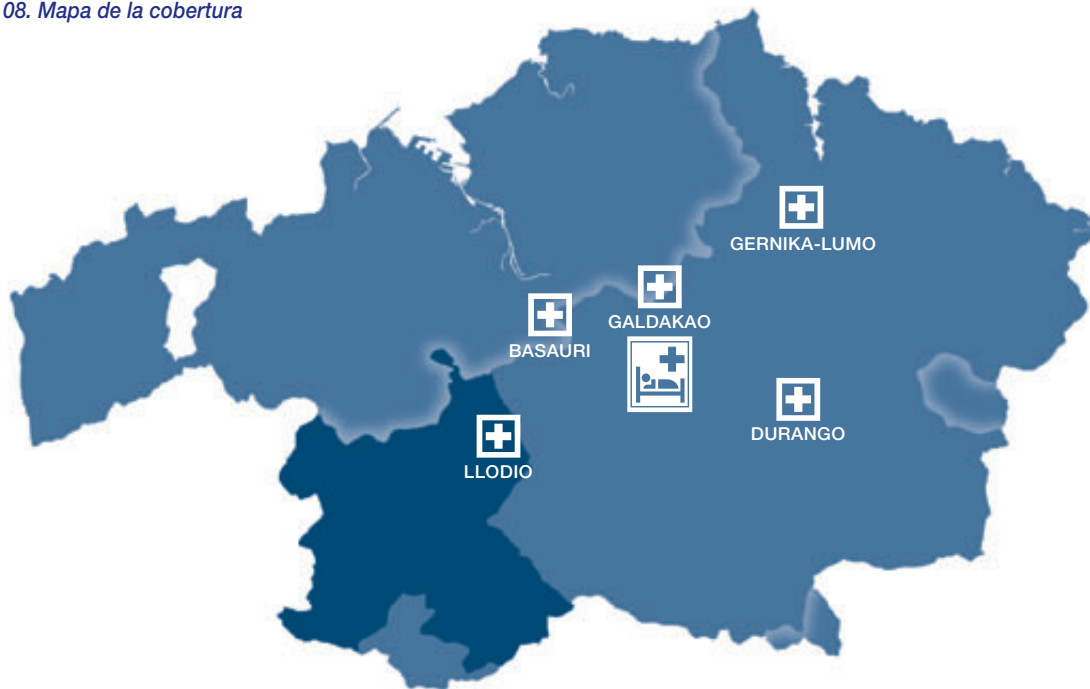 08. Mapa de la cobertura
GERNIKA-LUMO
GALDAKAO
BASAURI
DURANGO
LLODIO